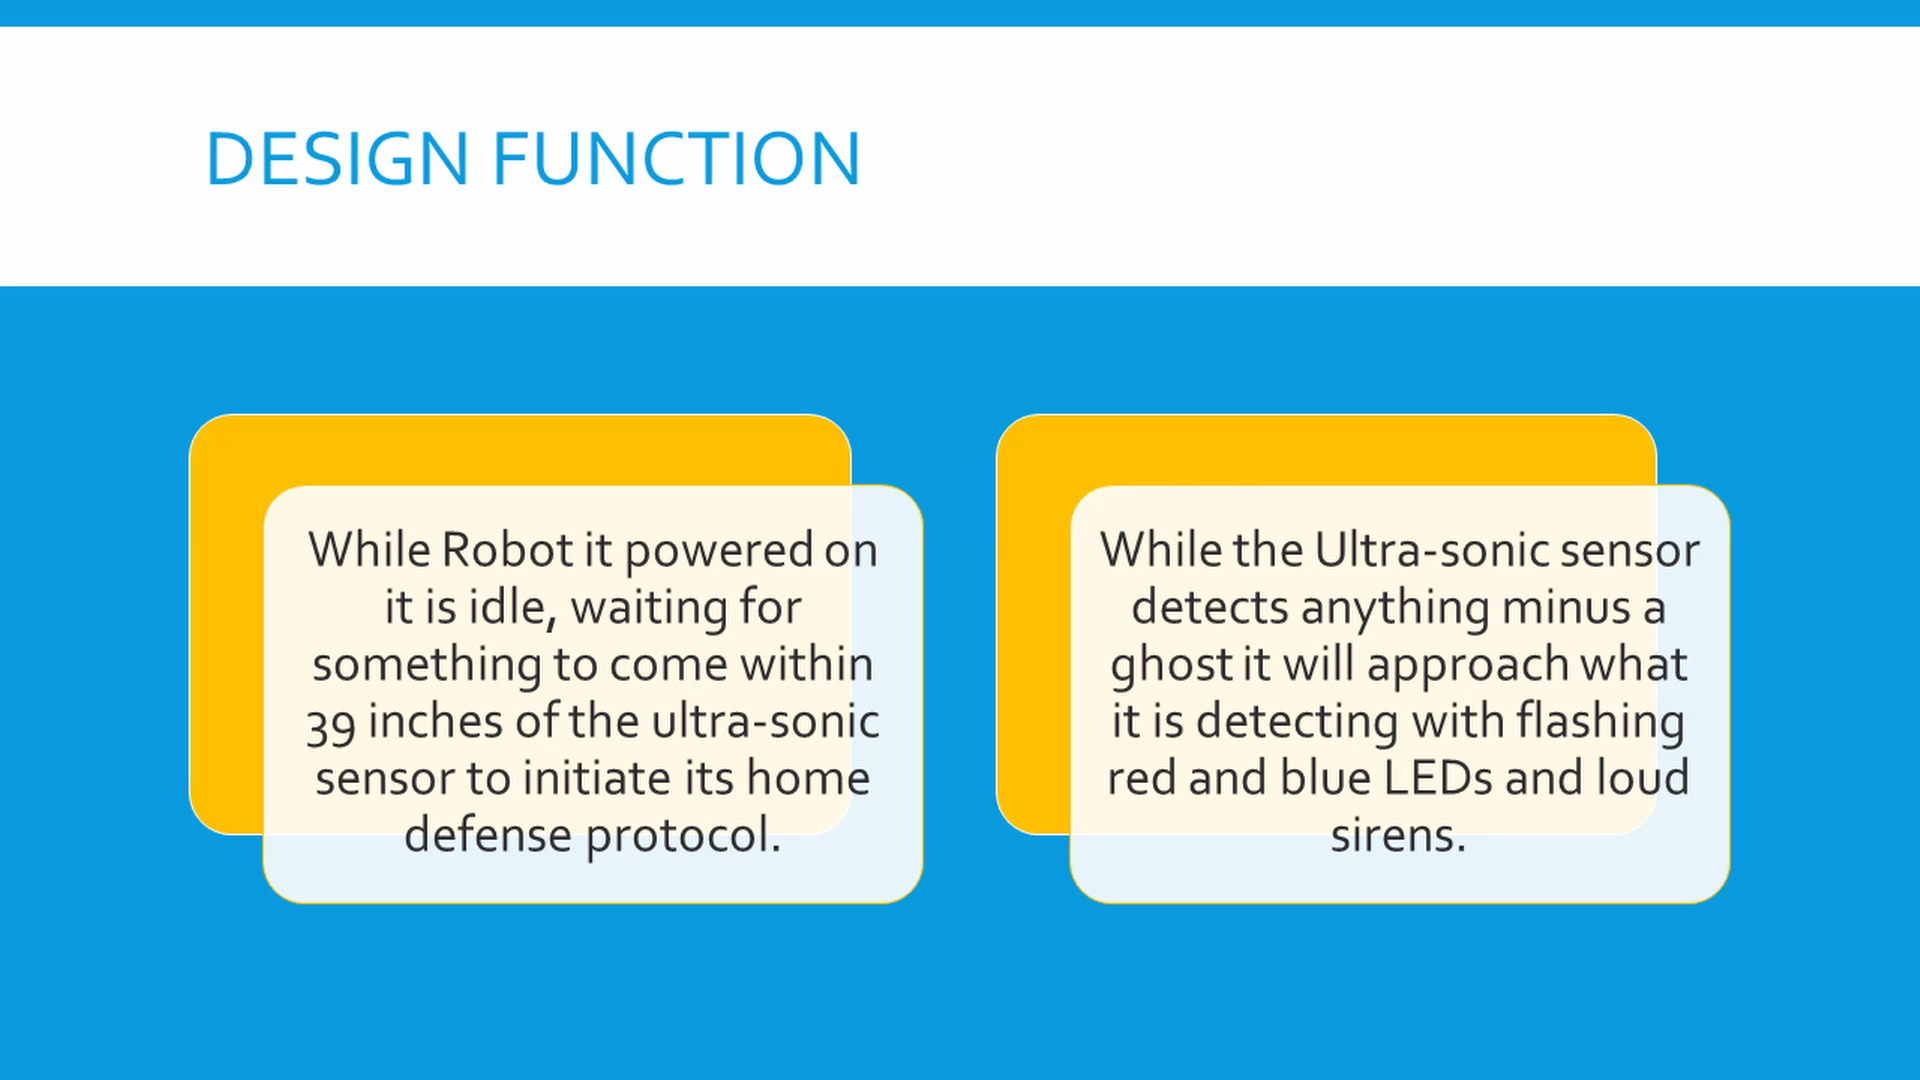 DESIGN FUNCTION
While Robot it powered on
it is idle, waiting for
something to come within
39 inches of the ultra-sonic
sensor to initiate its home
defense protocol.
While the Ultra-sonic sensor
detects anything minus a
ghost it will approach what
it is detecting with flashing
red and blue LEDs and loud
sirens.